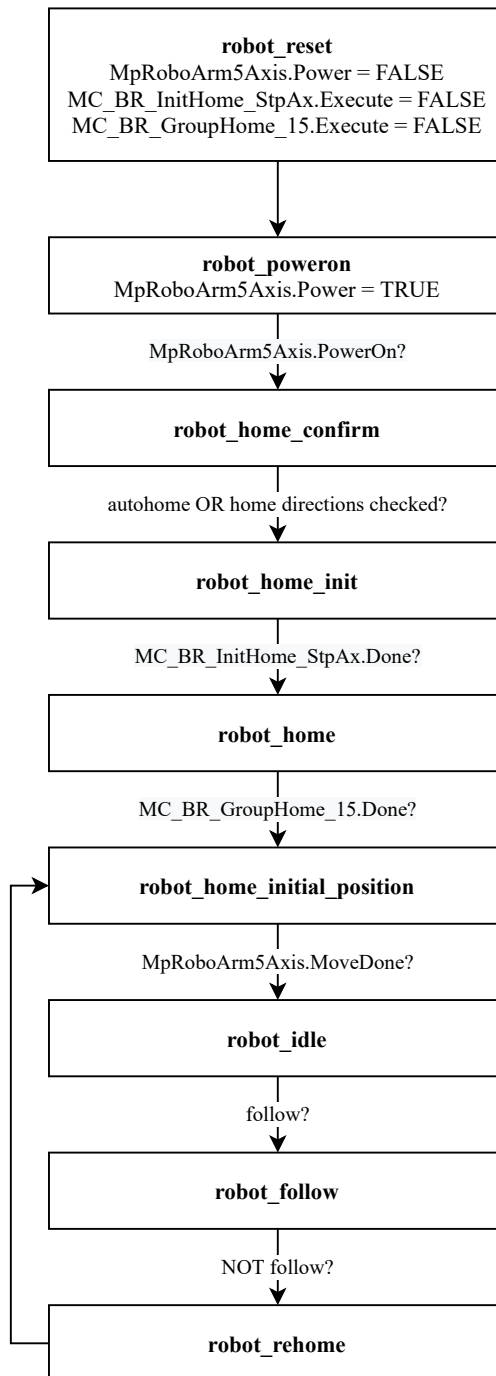 robot_reset
MpRoboArm5Axis.Power = FALSE
MC_BR_InitHome_StpAx.Execute = FALSE
MC_BR_GroupHome_15.Execute = FALSE
robot_poweron
MpRoboArm5Axis.Power = TRUE
MpRoboArm5Axis.PowerOn?
robot_home_confirm
autohome OR home directions checked?
robot_home_init
MC_BR_InitHome_StpAx.Done?
robot_home
MC_BR_GroupHome_15.Done?
robot_home_initial_position
MpRoboArm5Axis.MoveDone?
robot_idle
follow?
robot_follow
NOT follow?
robot_rehome